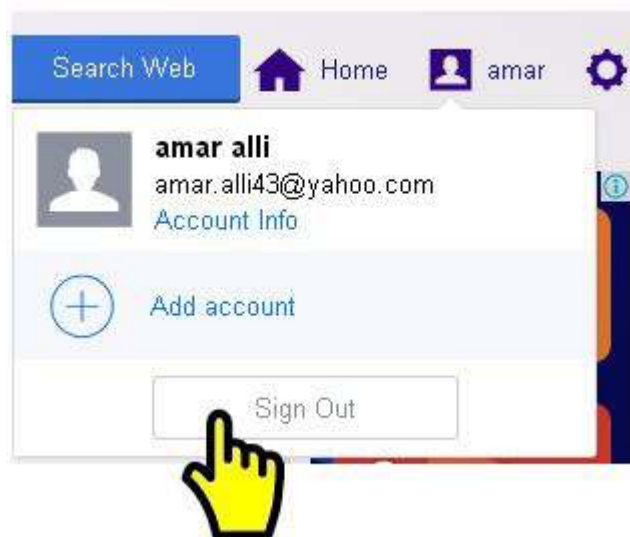 Search Web Home amar
amar alli
amar.alli43@yahoo.com
Account Info
Add account
Sign Out